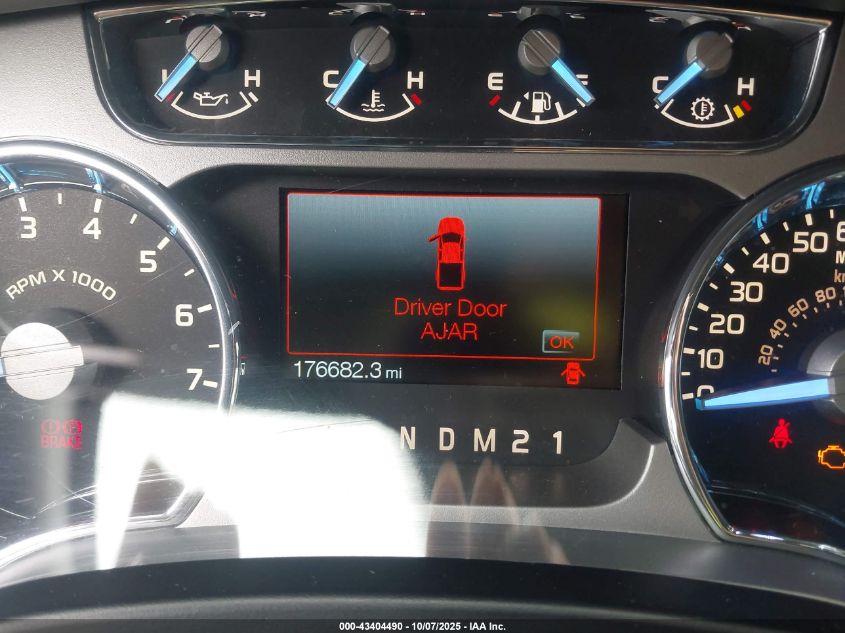 L H
C H
E F
C H
3 4 5 6 7
RPM X 1000
Driver Door
AJAR
OK
176682.3 mi
BRAKE
N D M 2 1
0 10 20 30 40 50 6
20 40 60 80
000-43404490 - 10/07/2025 - IAA Inc.